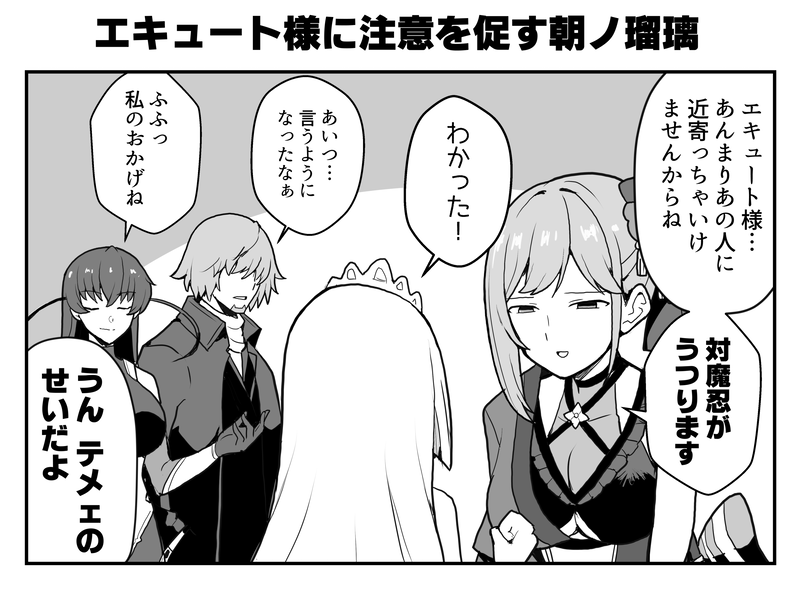 エキュート様に注意を促す朝ノ瑠璃
エキュート様…
あんまりあの人に
近寄っちゃいけ
ませんからね
対魔忍が
うつります
わかった！
あいつ…
言うように
なったなぁ
ふふっ
私のおかげね
うん テメェの
せいだよ